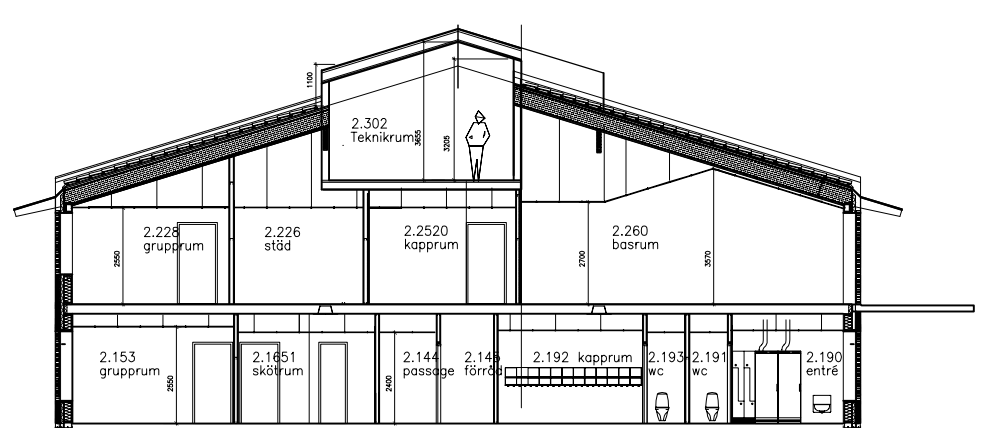 1100
2.302
Teknikrum
3655
3205
2.228
grupprum
2.226
städ
2.2520
kapprum
2.260
basrum
2550
2700
3570
2.153
grupprum
2.1651
skötrum
2.144
passage
2.145
förråd
2.192 kapprum
2.193
wc
2.191
wc
2.190
entré
2550
2400